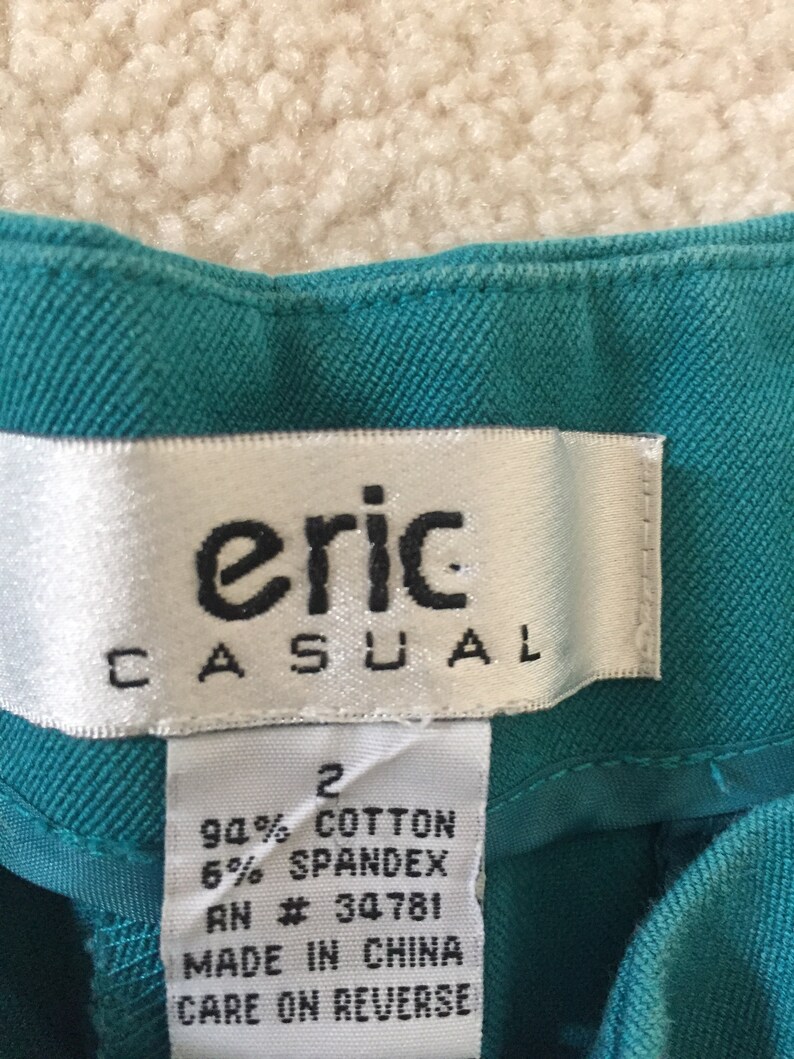 eric
CASUAL
2
94% COTTON
6% SPANDEX
RN # 34781
MADE IN CHINA
CARE ON REVERSE